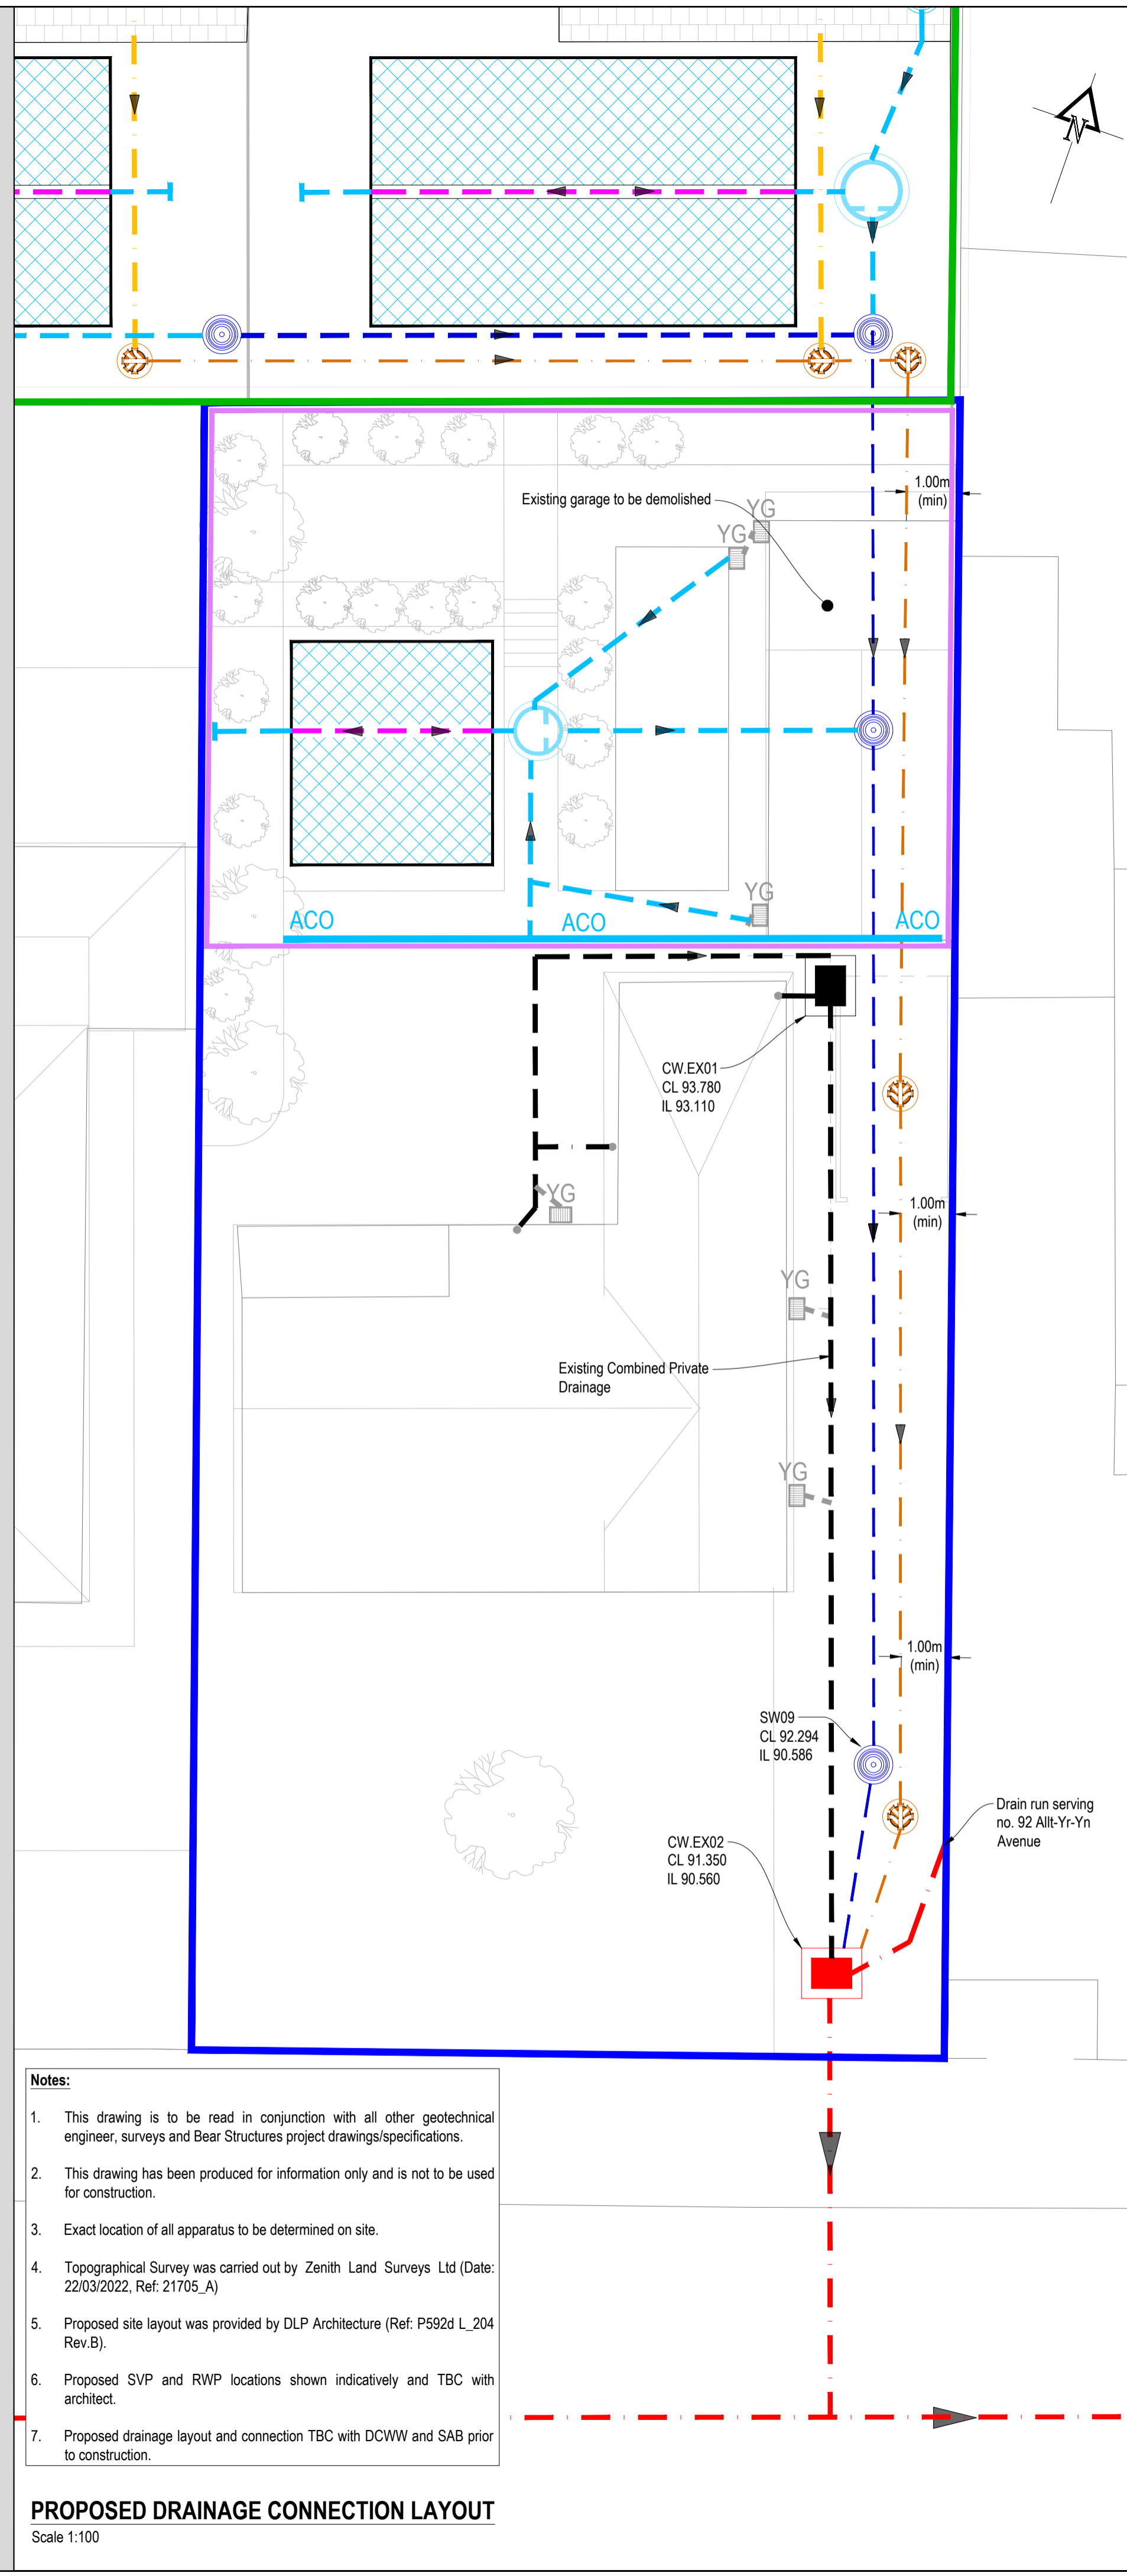 N
1.00m
(min)
Existing garage to be demolished
YG
YG
YG
ACO
ACO
ACO
CW.EX01
CL 93.780
IL 93.110
YG
1.00m
(min)
YG
Existing Combined Private
Drainage
YG
1.00m
(min)
SW09
CL 92.294
IL 90.586
Drain run serving
no. 92 Allt-Yr-Yn
Avenue
CW.EX02
CL 91.350
IL 90.560
Notes:
1. This drawing is to be read in conjunction with all other geotechnical
engineer, surveys and Bear Structures project drawings/specifications.
2. This drawing has been produced for information only and is not to be used
for construction.
3. Exact location of all apparatus to be determined on site.
4. Topographical Survey was carried out by Zenith Land Surveys Ltd (Date:
22/03/2022, Ref: 21705_A)
5. Proposed site layout was provided by DLP Architecture (Ref: P592d L_204
Rev.B).
6. Proposed SVP and RWP locations shown indicatively and TBC with
architect.
7. Proposed drainage layout and connection TBC with DCWW and SAB prior
to construction.
PROPOSED DRAINAGE CONNECTION LAYOUT
Scale 1:100